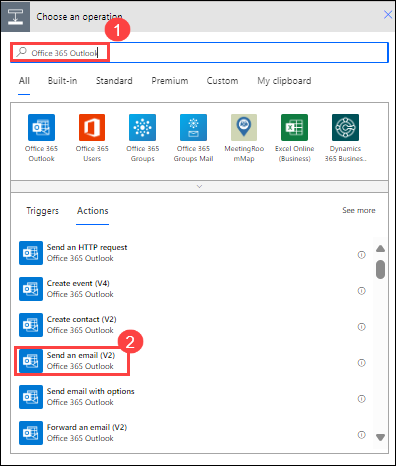 Choose an operation
1
Office 365 Outlook
All Built-in Standard Premium Custom My clipboard
Office 365 Outlook
Office 365 Users
Office 365 Groups
Office 365 Groups Mail
MeetingRoomMap
Excel Online (Business)
Dynamics 365 Busines...
Triggers Actions See more
Send an HTTP request
Office 365 Outlook
Create event (V4)
Office 365 Outlook
Create contact (V2)
Office 365 Outlook
2
Send an email (V2)
Office 365 Outlook
Send email with options
Office 365 Outlook
Forward an email (V2)
Office 365 Outlook